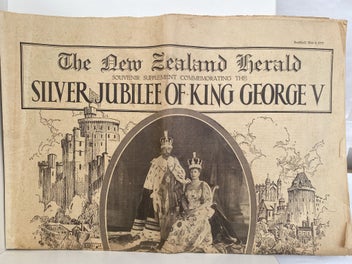 The New Zealand Herald
SOUVENIR SUPPLEMENT COMMEMORATING THE
SILVER JUBILEE OF KING GEORGE V